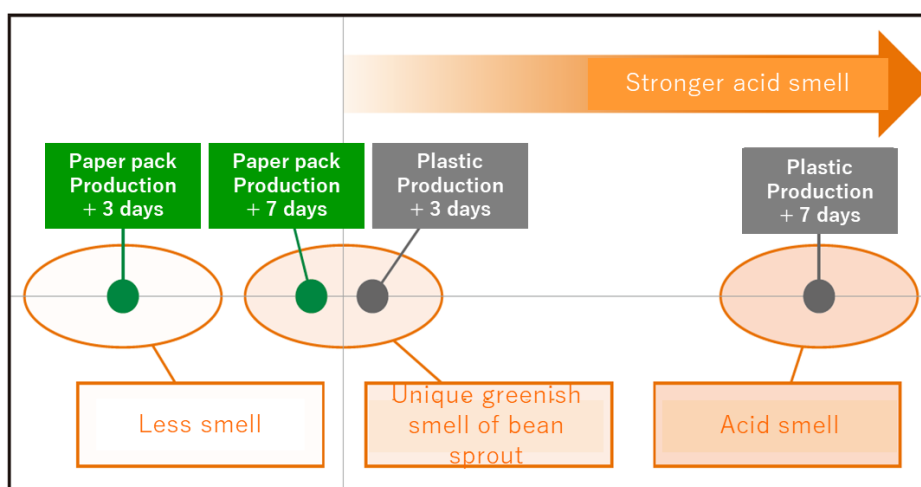 Stronger acid smell
Paper pack
Production
+ 3 days
Paper pack
Production
+ 7 days
Plastic
Production
+ 3 days
Plastic
Production
+ 7 days
Less smell
Unique greenish
smell of bean
sprout
Acid smell